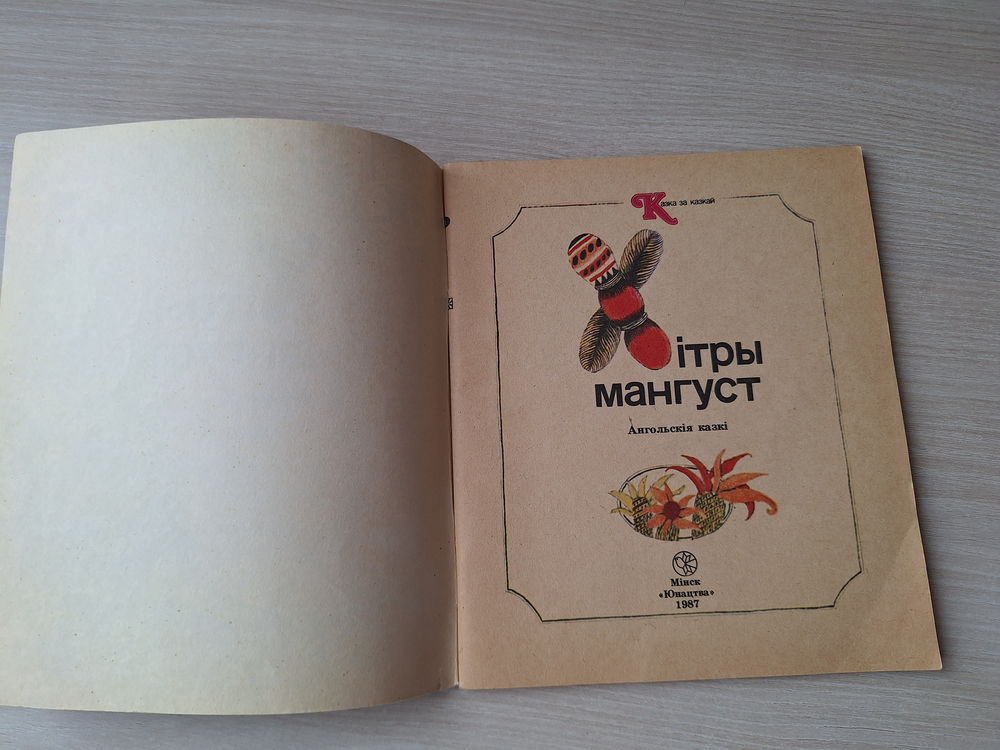 Казка за казкай
Хітры
мангуст
Ангольскія казкі
Мінск
«Юнацтва»
1987